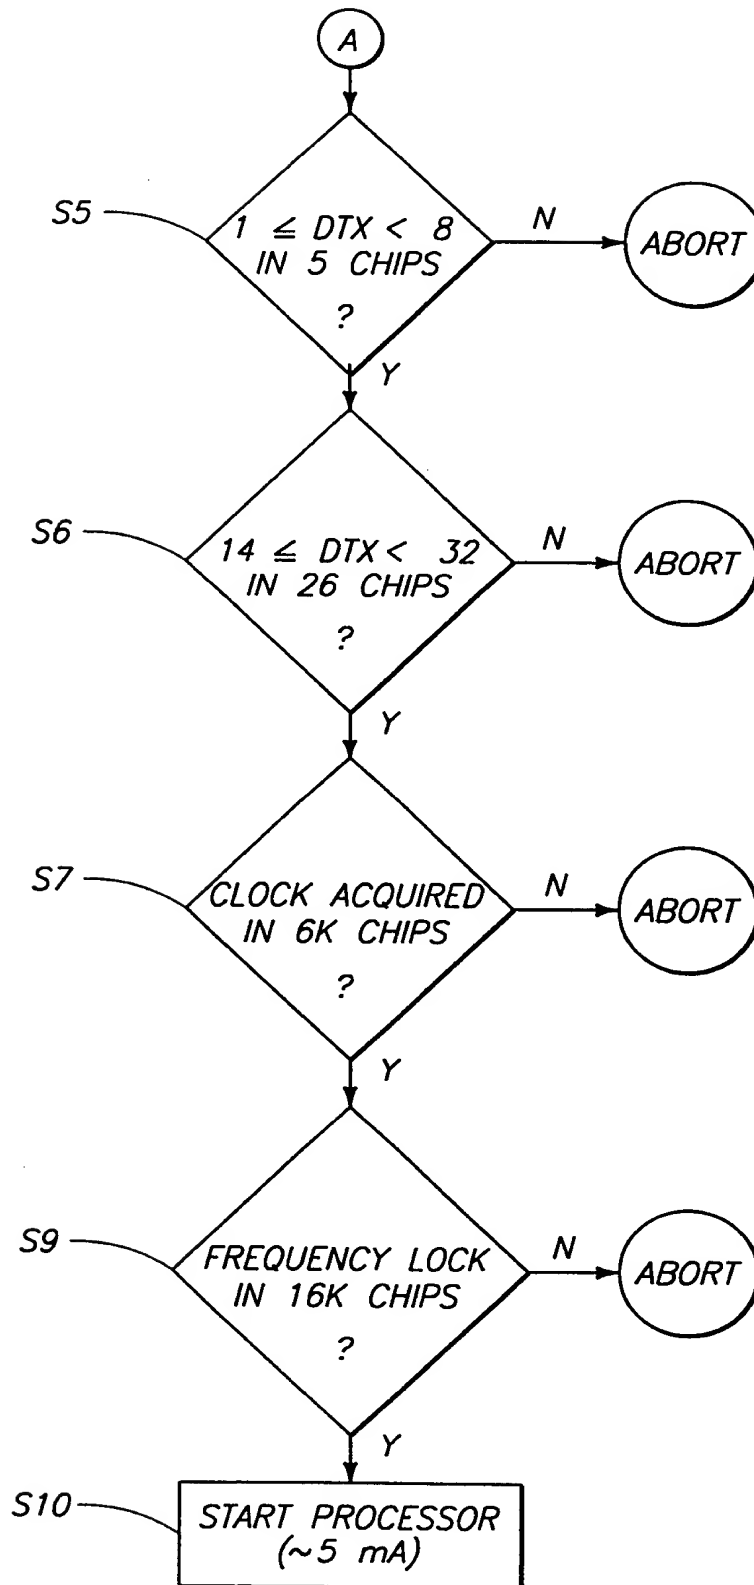 A
S5
1 ≦ DTX < 8
IN 5 CHIPS
?
N
ABORT
Y
S6
14 ≦ DTX < 32
IN 26 CHIPS
?
N
ABORT
Y
S7
CLOCK ACQUIRED
IN 6K CHIPS
?
N
ABORT
Y
S9
FREQUENCY LOCK
IN 16K CHIPS
?
N
ABORT
Y
S10
START PROCESSOR
(~5 mA)